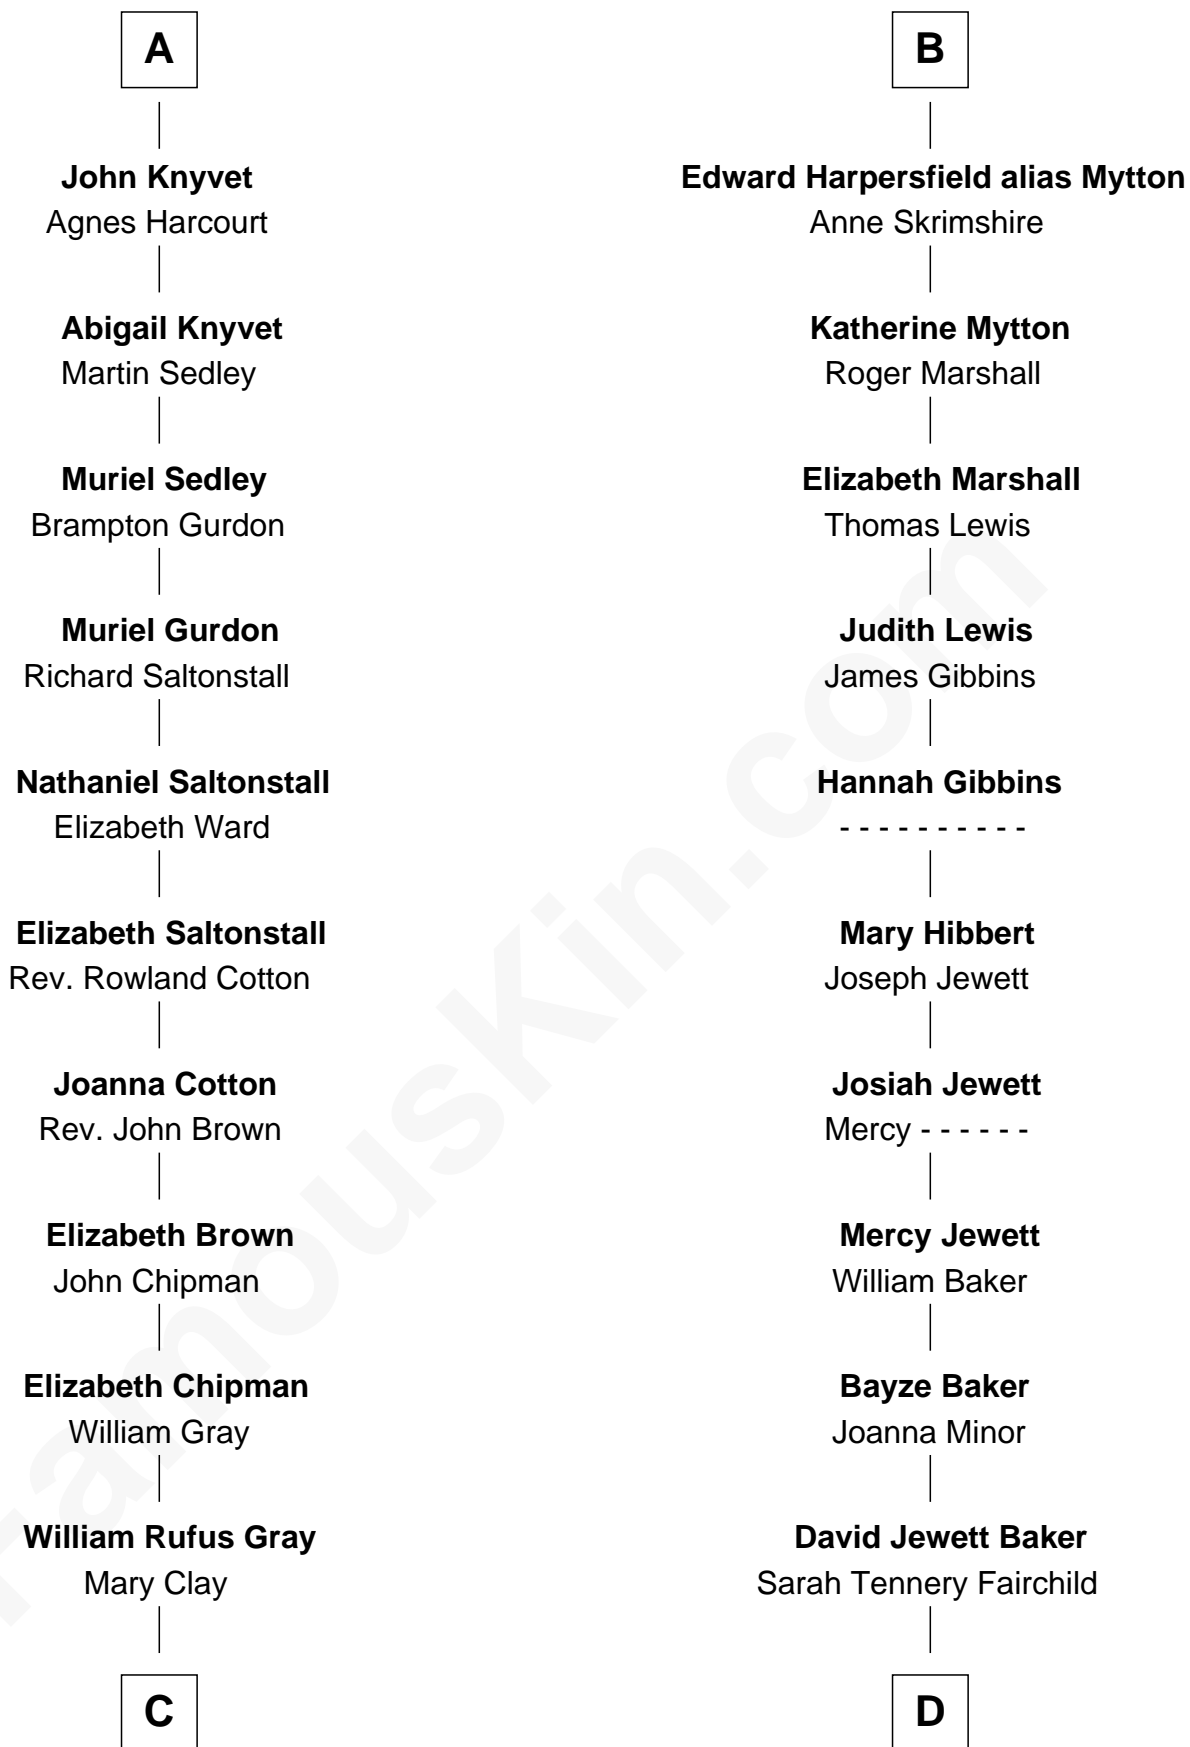 A
John Knyvet
Agnes Harcourt
Abigail Knyvet
Martin Sedley
Muriel Sedley
Brampton Gurdon
Muriel Gurdon
Richard Saltonstall
Nathaniel Saltonstall
Elizabeth Ward
Elizabeth Saltonstall
Rev. Rowland Cotton
Joanna Cotton
Rev. John Brown
Elizabeth Brown
John Chipman
Elizabeth Chipman
William Gray
William Rufus Gray
Mary Clay
C
B
Edward Harpersfield alias Mytton
Anne Skrimshire
Katherine Mytton
Roger Marshall
Elizabeth Marshall
Thomas Lewis
Judith Lewis
James Gibbins
Hannah Gibbins
- - - - - - - - - -
Mary Hibbert
Joseph Jewett
Josiah Jewett
Mercy - - - - - -
Mercy Jewett
William Baker
Bayze Baker
Joanna Minor
David Jewett Baker
Sarah Tennery Fairchild
D
FamousKin.com